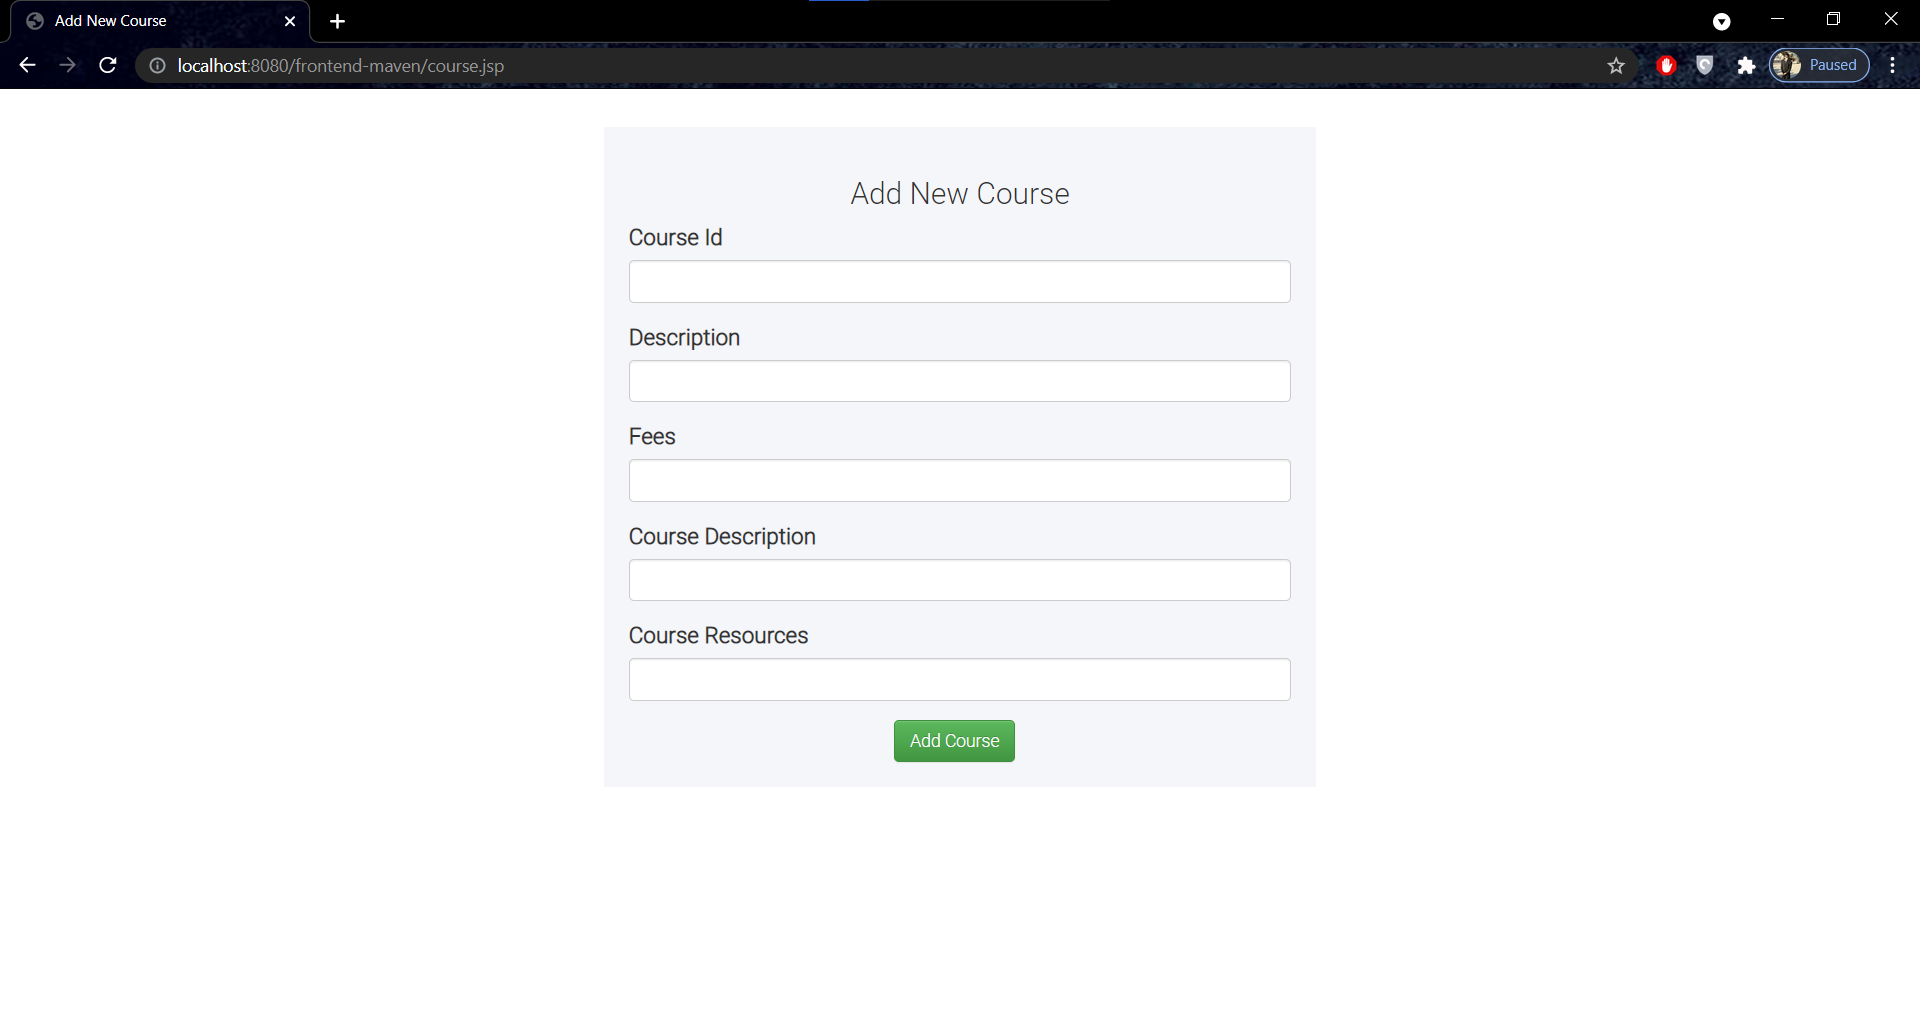 Add New Course
localhost:8080/frontend-maven/course.jsp
Paused
Add New Course
Course Id
Description
Fees
Course Description
Course Resources
Add Course